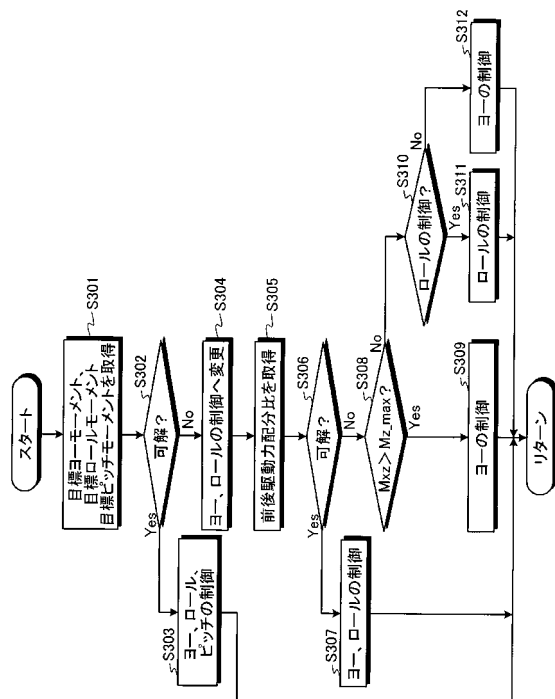 スタート
S301
目標ヨーモーメント、
目標ロールモーメント
目標ピッチモーメントを取得
S302
可解？
Yes
No
S303
ヨー、ロール、
ピッチの制御
S304
ヨー、ロールの制御へ変更
S305
前後駆動力配分比を取得
S306
可解？
Yes
No
S307
ヨー、ロールの制御
S308
Mxz＞Mz_max？
No
Yes
S309
ヨーの制御
S310
ロールの制御？
No
Yes
S311
ロールの制御
S312
ヨーの制御
リターン